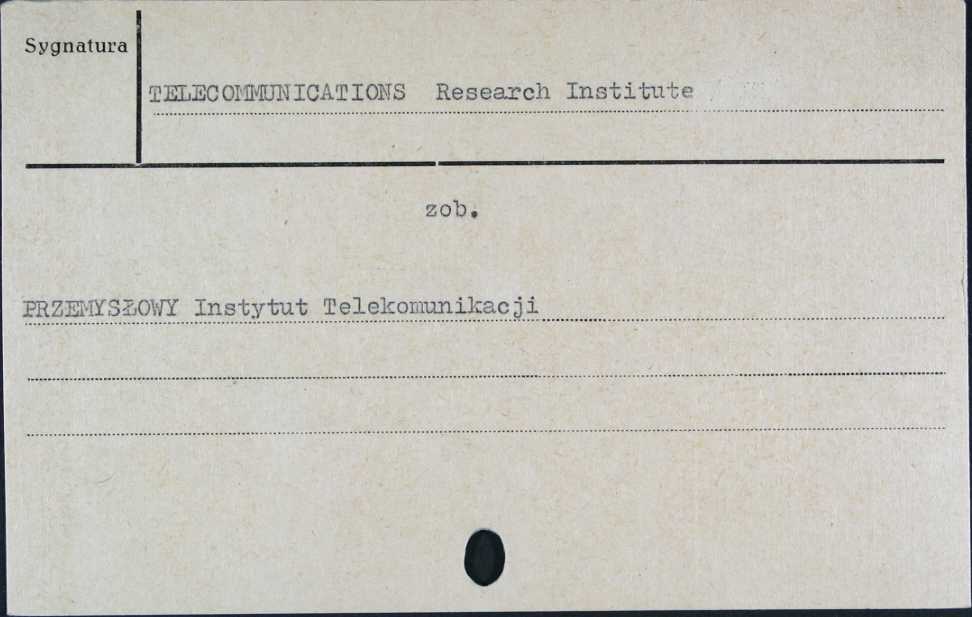 Sygnatura
TELECOMMUNICATIONS Research Institute
zob.
PRZEMYSŁOWY Instytut Telekomunikacji